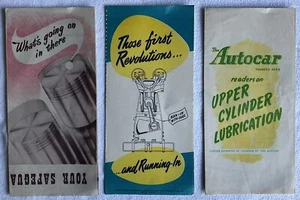 "What's going on
in there"
YOUR SAFEGUA
Those first
Revolutions...
...and Running-In
The
Autocar
readers on
UPPER
CYLINDER
LUBRICATION